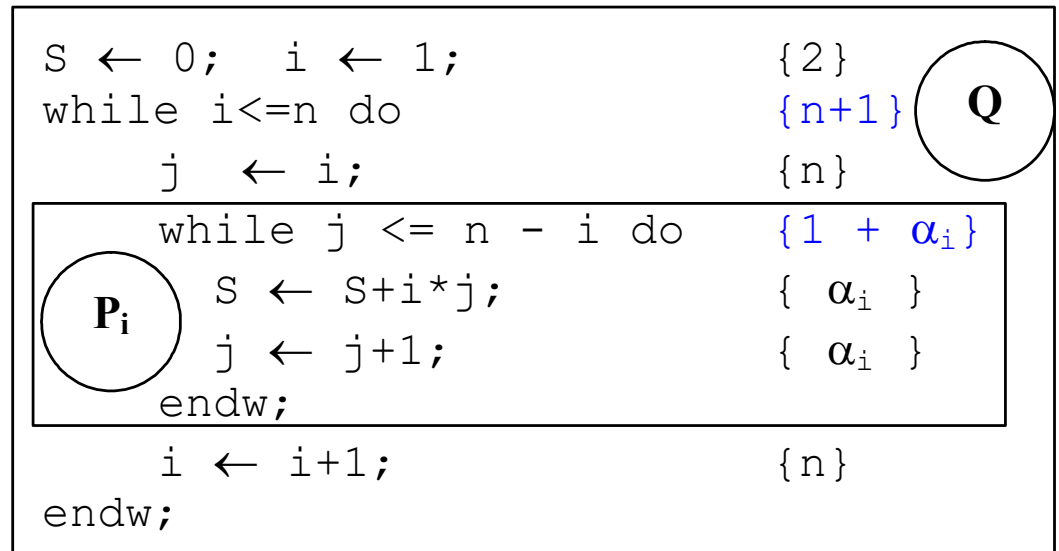 S ← 0;  i ← 1; {2}
while i<=n do {n+1} Q
j ← i; {n}
while j <= n - i do {1 + αᵢ}
S ← S+i*j; { αᵢ }
Pᵢ
j ← j+1; { αᵢ }
endw;
i ← i+1; {n}
endw;